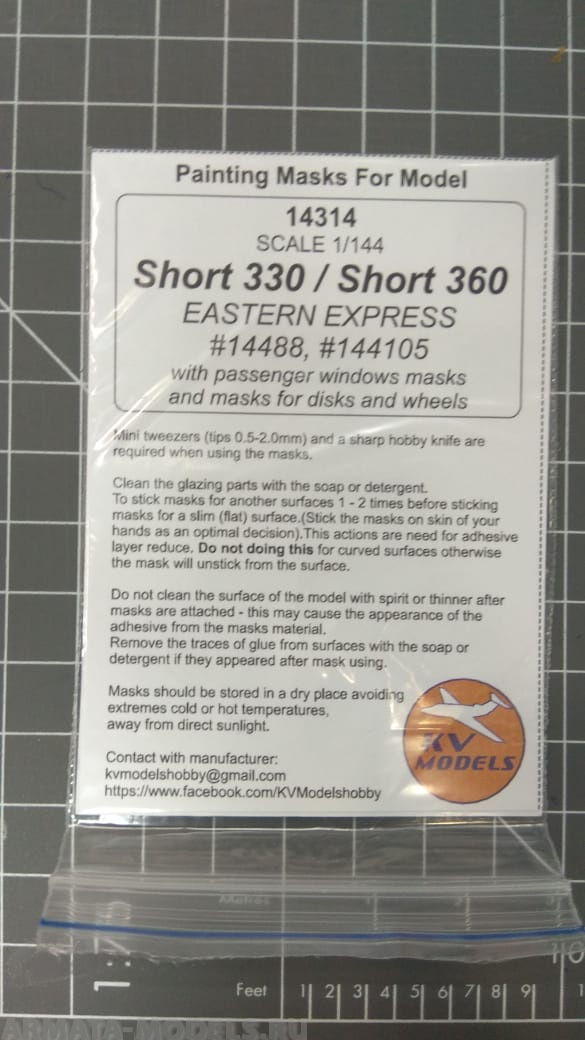 Painting Masks For Model
14314
SCALE 1/144
Short 330 / Short 360
EASTERN EXPRESS
#14488, #144105
with passenger windows masks
and masks for disks and wheels
Mini tweezers (tips 0.5-2.0mm) and a sharp hobby knife are
required when using the masks.
Clean the glazing parts with the soap or detergent.
To stick masks for another surfaces 1 - 2 times before sticking
masks for a slim (flat) surface.(Stick the masks on skin of your
hands as an optimal decision).This actions are need for adhesive
layer reduce. Do not doing this for curved surfaces otherwise
the mask will unstick from the surface.
Do not clean the surface of the model with spirit or thinner after
masks are attached - this may cause the appearance of the
adhesive from the masks material.
Remove the traces of glue from surfaces with the soap or
detergent if they appeared after mask using.
Masks should be stored in a dry place avoiding
extremes cold or hot temperatures,
away from direct sunlight.
KV
MODELS
Contact with manufacturer:
kvmodelshobby@gmail.com
https://www.facebook.com/KVModelshobby
Metres 1 2 3
Feet 1 2 3 4 5 6 7 8 9 1
ARMATA-MODELS.RU